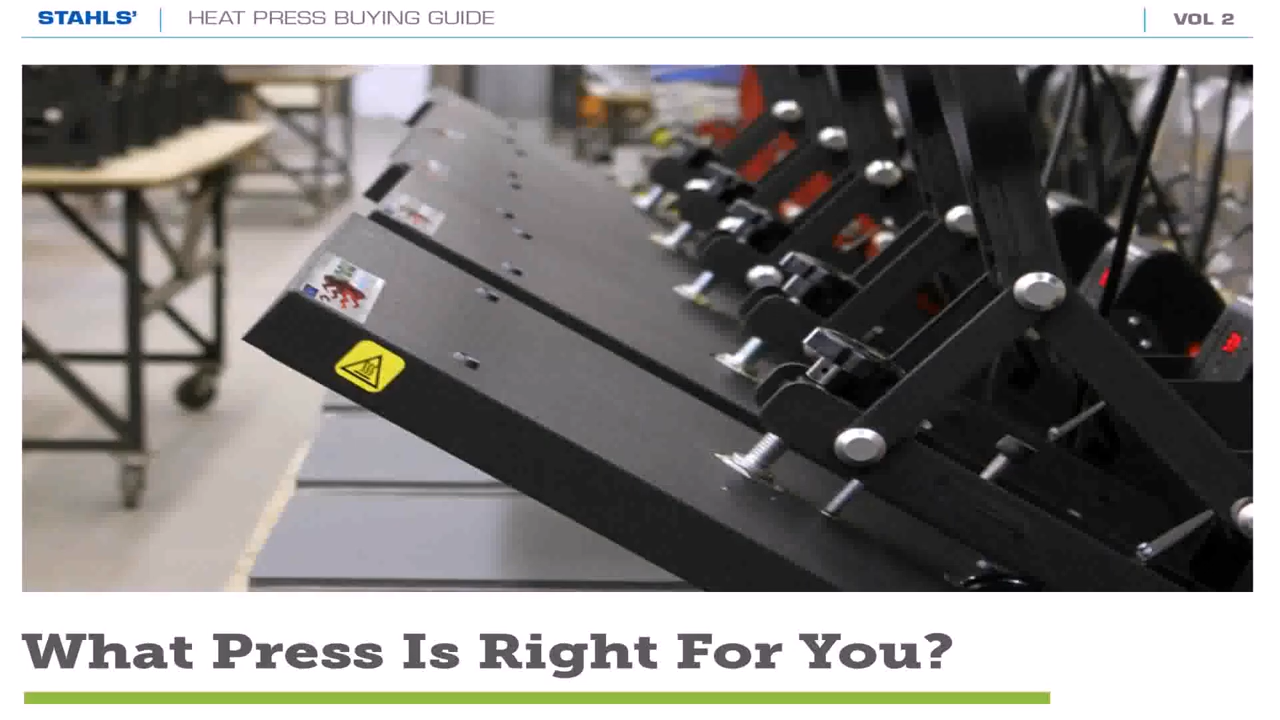 STAHLS' | HEAT PRESS BUYING GUIDE | VOL 2
What Press Is Right For You?